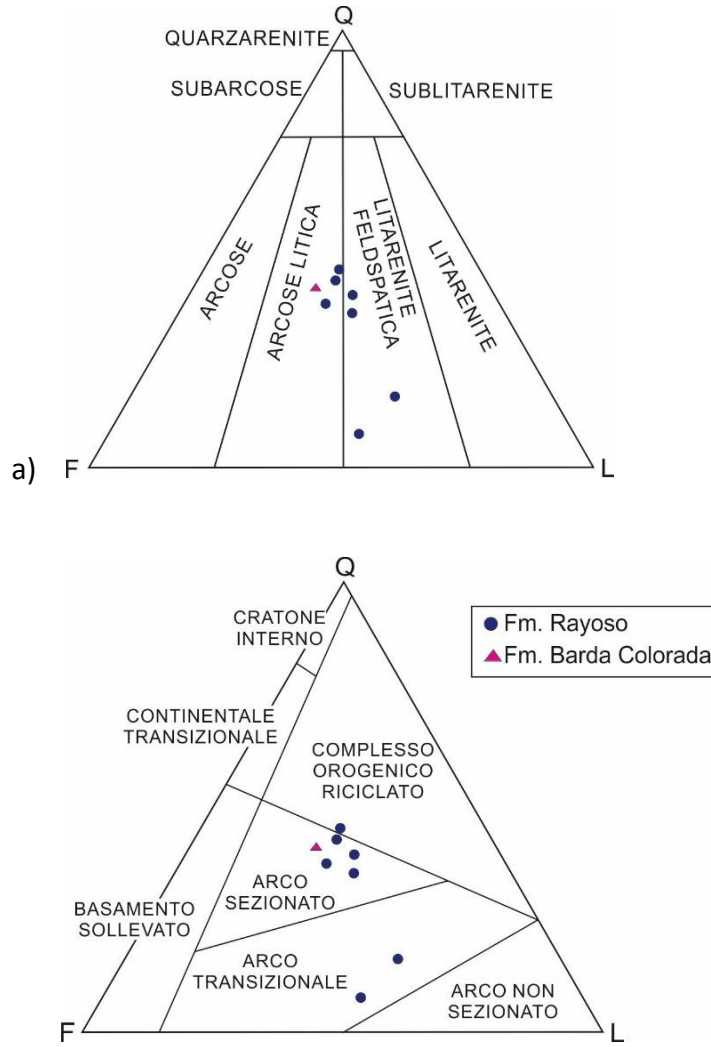 Q
QUARZARENITE
SUBARCOSE
SUBLITARENITE
ARCOSE
ARCOSE LITICA
LITARENITE
FELDSPATICA
LITARENITE
a)
F
L
Q
CRATONE
INTERNO
Fm. Rayoso
Fm. Barda Colorada
CONTINENTALE
TRANSIZIONALE
COMPLESSO
OROGENICO
RICICLATO
ARCO
SEZIONATO
BASAMENTO
SOLLEVATO
ARCO
TRANSIZIONALE
ARCO NON
SEZIONATO
F
L